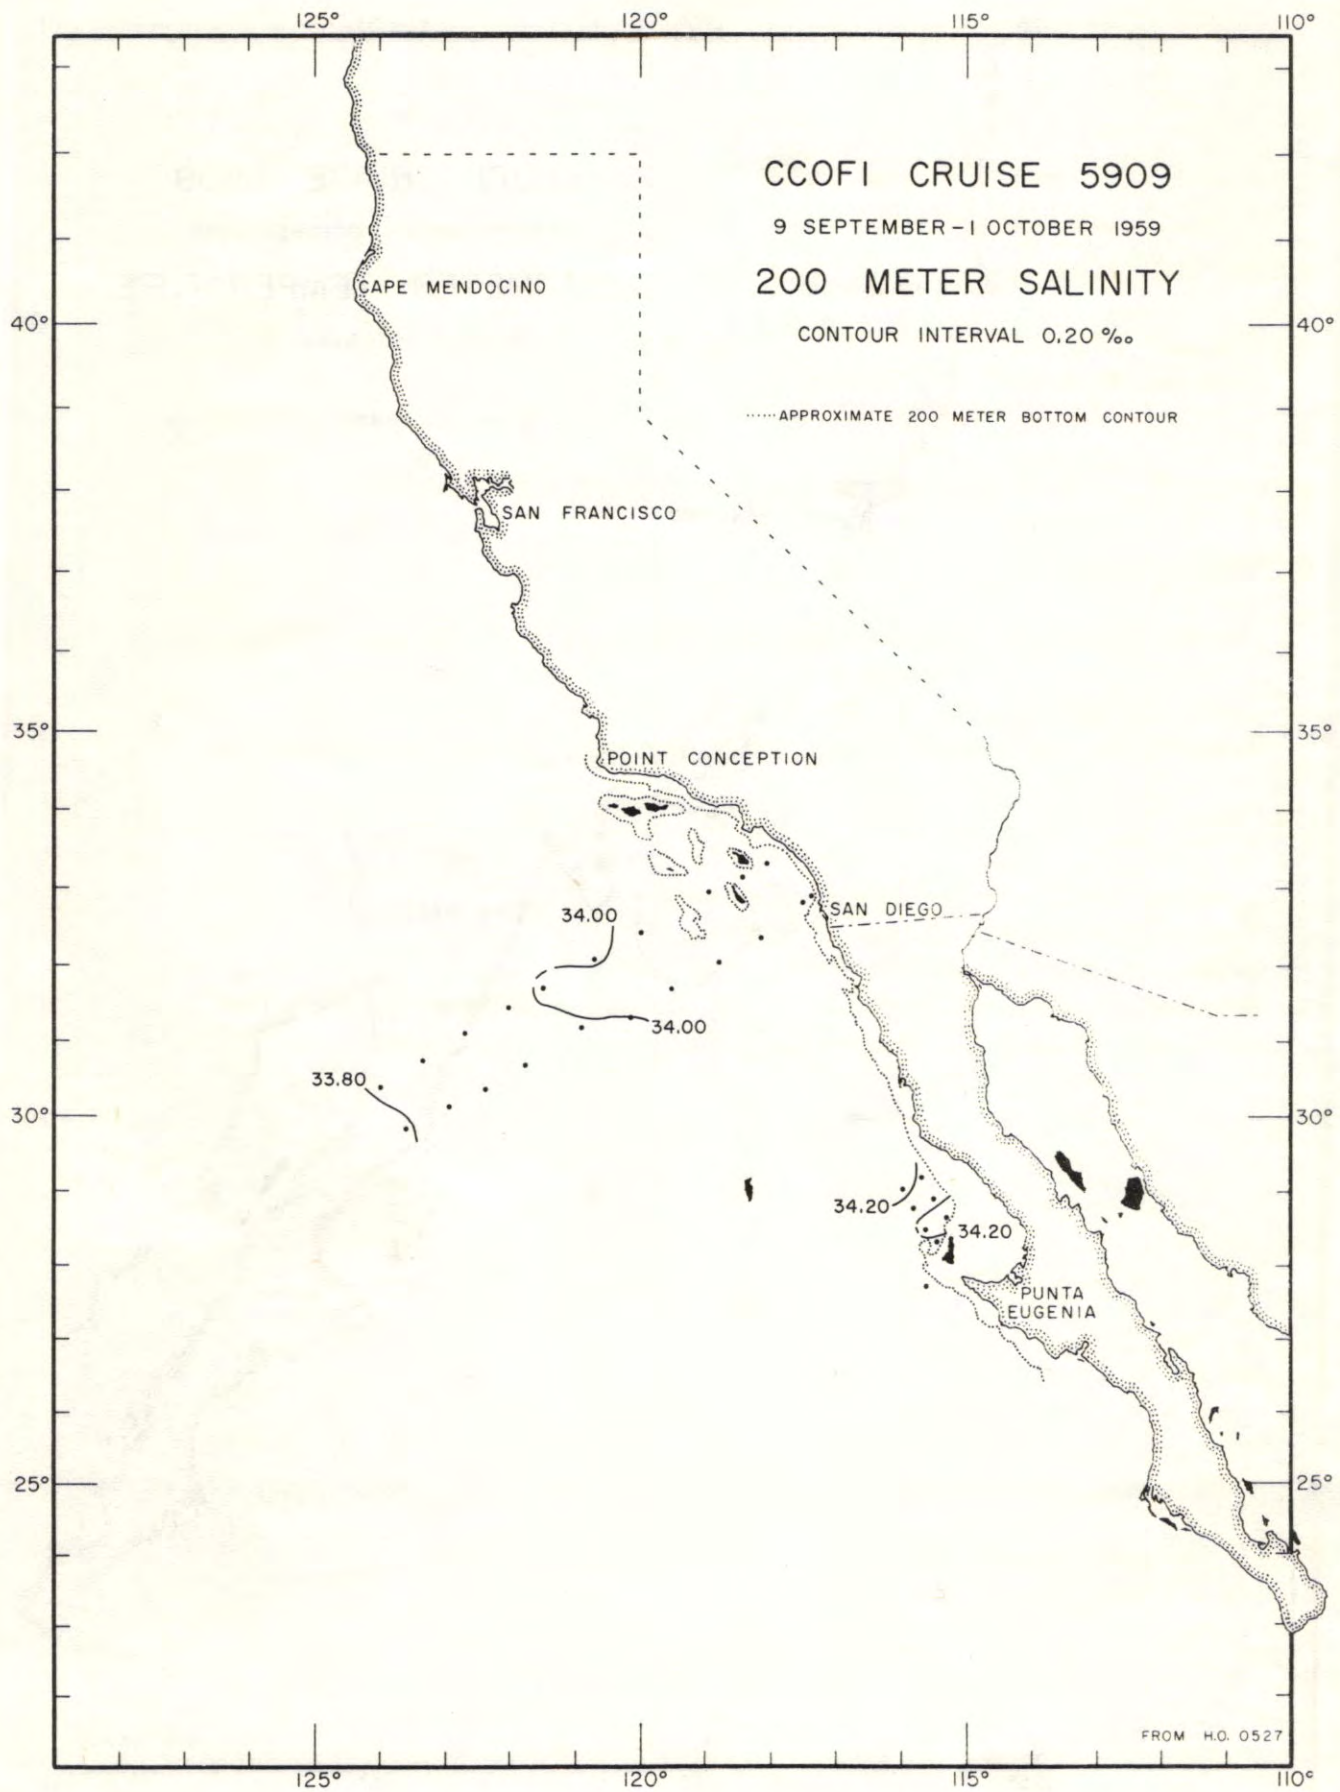 125° 120° 115° 110°
CCOFI CRUISE 5909
9 SEPTEMBER-1 OCTOBER 1959
200 METER SALINITY
CONTOUR INTERVAL 0.20 ‰
······APPROXIMATE 200 METER BOTTOM CONTOUR
CAPE MENDOCINO
40° 40°
SAN FRANCISCO
35° 35°
POINT CONCEPTION
SAN DIEGO
34.00
34.00
33.80
30° 30°
34.20
34.20
PUNTA
EUGENIA
25° 25°
FROM H.O. 0527
125° 120° 115° 110°